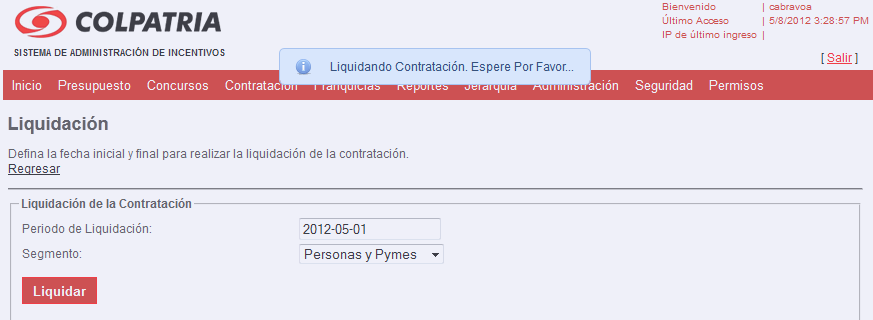 COLPATRIA
SISTEMA DE ADMINISTRACIÓN DE INCENTIVOS
Bienvenido | cabravoa
Último Acceso | 5/8/2012 3:28:57 PM
IP de último ingreso |
[ Salir ]
Liquidando Contratación. Espere Por Favor...
Inicio Presupuesto Concursos Contratación Franquicias Reportes Jerarquía Administración Seguridad Permisos
Liquidación
Defina la fecha inicial y final para realizar la liquidación de la contratación.
Regresar
Liquidación de la Contratación
Periodo de Liquidación: 2012-05-01
Segmento: Personas y Pymes
Liquidar